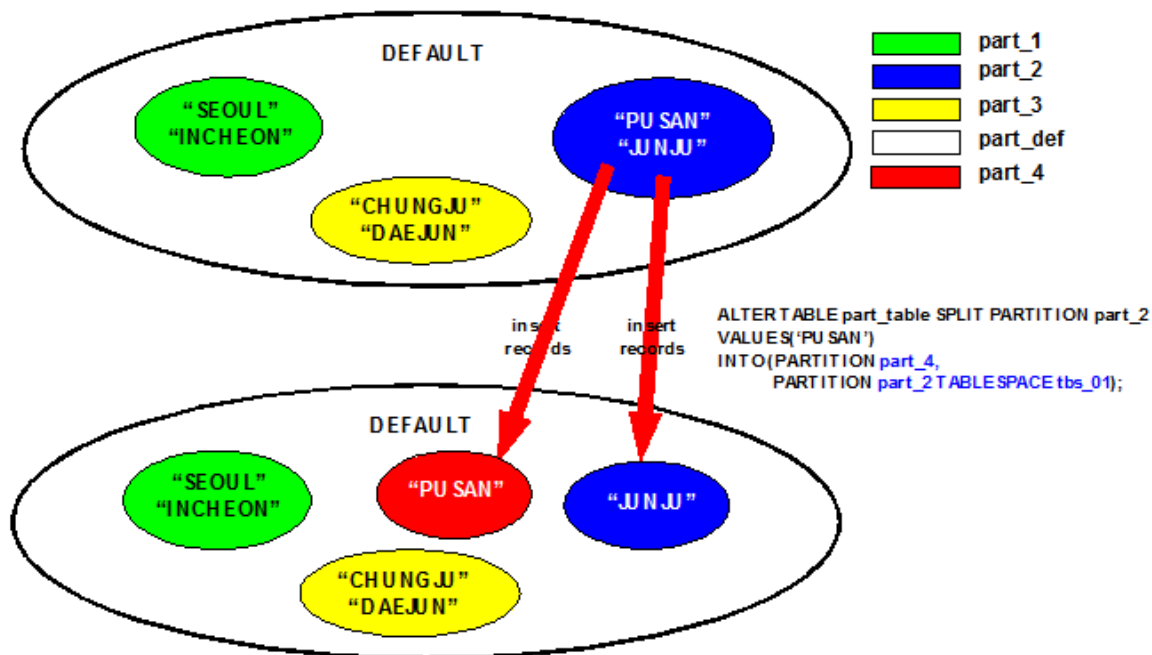 DEFAULT
“SEOUL”
“INCHEON”
“PUSAN”
“JUNJU”
“CHUNGJU”
“DAEJUN”
part_1
part_2
part_3
part_def
part_4
insert
records
insert
records
ALTER TABLE part_table SPLIT PARTITION part_2
VALUES(‘PUSAN’)
INTO(PARTITION part_4,
PARTITION part_2 TABLESPACE tbs_01);
DEFAULT
“SEOUL”
“INCHEON”
“PUSAN”
“JUNJU”
“CHUNGJU”
“DAEJUN”